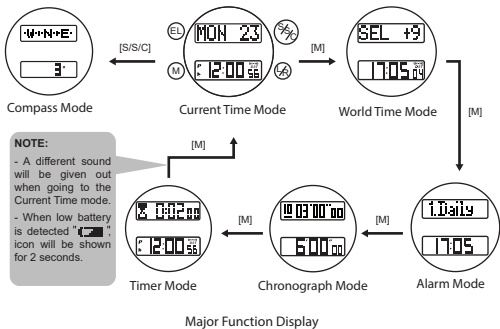 ·W·N·E·
3°
Compass Mode
[S/S/C]
EL
M
S/S/C
L/R
MON 23
P 12:00 56
Current Time Mode
[M]
SEL +9
17:05 04
World Time Mode
[M]
1.Daily
17:05
Alarm Mode
[M]
03'00"00
6:00 00
Chronograph Mode
[M]
0:02 00
P 12:00 56
Timer Mode
[M]
NOTE:
- A different sound
will be given out
when going to the
Current Time mode.
- When low battery
is detected " ",
icon will be shown
for 2 seconds.
Major Function Display